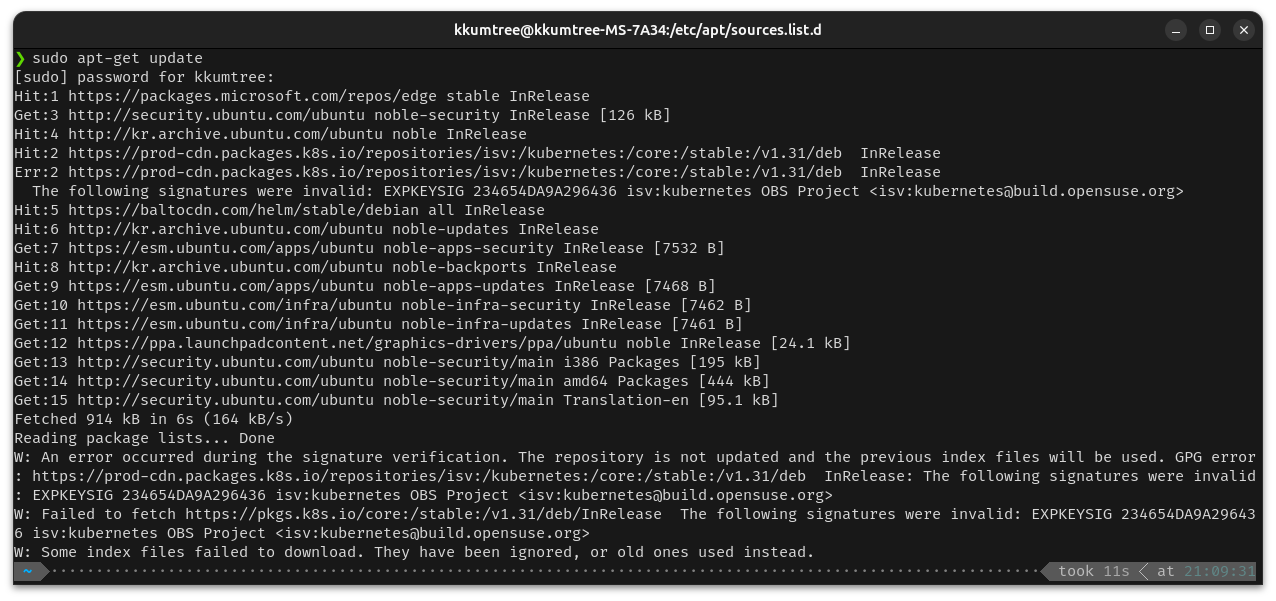 kkumtree@kkumtree-MS-7A34:/etc/apt/sources.list.d
❯ sudo apt-get update
[sudo] password for kkumtree:
Hit:1 https://packages.microsoft.com/repos/edge stable InRelease
Get:3 http://security.ubuntu.com/ubuntu noble-security InRelease [126 kB]
Hit:4 http://kr.archive.ubuntu.com/ubuntu noble InRelease
Hit:2 https://prod-cdn.packages.k8s.io/repositories/isv:/kubernetes:/core:/stable:/v1.31/deb  InRelease
Err:2 https://prod-cdn.packages.k8s.io/repositories/isv:/kubernetes:/core:/stable:/v1.31/deb  InRelease
  The following signatures were invalid: EXPKEYSIG 234654DA9A296436 isv:kubernetes OBS Project <isv:kubernetes@build.opensuse.org>
Hit:5 https://baltocdn.com/helm/stable/debian all InRelease
Hit:6 http://kr.archive.ubuntu.com/ubuntu noble-updates InRelease
Get:7 https://esm.ubuntu.com/apps/ubuntu noble-apps-security InRelease [7532 B]
Hit:8 http://kr.archive.ubuntu.com/ubuntu noble-backports InRelease
Get:9 https://esm.ubuntu.com/apps/ubuntu noble-apps-updates InRelease [7468 B]
Get:10 https://esm.ubuntu.com/infra/ubuntu noble-infra-security InRelease [7462 B]
Get:11 https://esm.ubuntu.com/infra/ubuntu noble-infra-updates InRelease [7461 B]
Get:12 https://ppa.launchpadcontent.net/graphics-drivers/ppa/ubuntu noble InRelease [24.1 kB]
Get:13 http://security.ubuntu.com/ubuntu noble-security/main i386 Packages [195 kB]
Get:14 http://security.ubuntu.com/ubuntu noble-security/main amd64 Packages [444 kB]
Get:15 http://security.ubuntu.com/ubuntu noble-security/main Translation-en [95.1 kB]
Fetched 914 kB in 6s (164 kB/s)
Reading package lists... Done
W: An error occurred during the signature verification. The repository is not updated and the previous index files will be used. GPG error
: https://prod-cdn.packages.k8s.io/repositories/isv:/kubernetes:/core:/stable:/v1.31/deb  InRelease: The following signatures were invalid
: EXPKEYSIG 234654DA9A296436 isv:kubernetes OBS Project <isv:kubernetes@build.opensuse.org>
W: Failed to fetch https://pkgs.k8s.io/core:/stable:/v1.31/deb/InRelease  The following signatures were invalid: EXPKEYSIG 234654DA9A29643
6 isv:kubernetes OBS Project <isv:kubernetes@build.opensuse.org>
W: Some index files failed to download. They have been ignored, or old ones used instead.
~ took 11s at 21:09:31